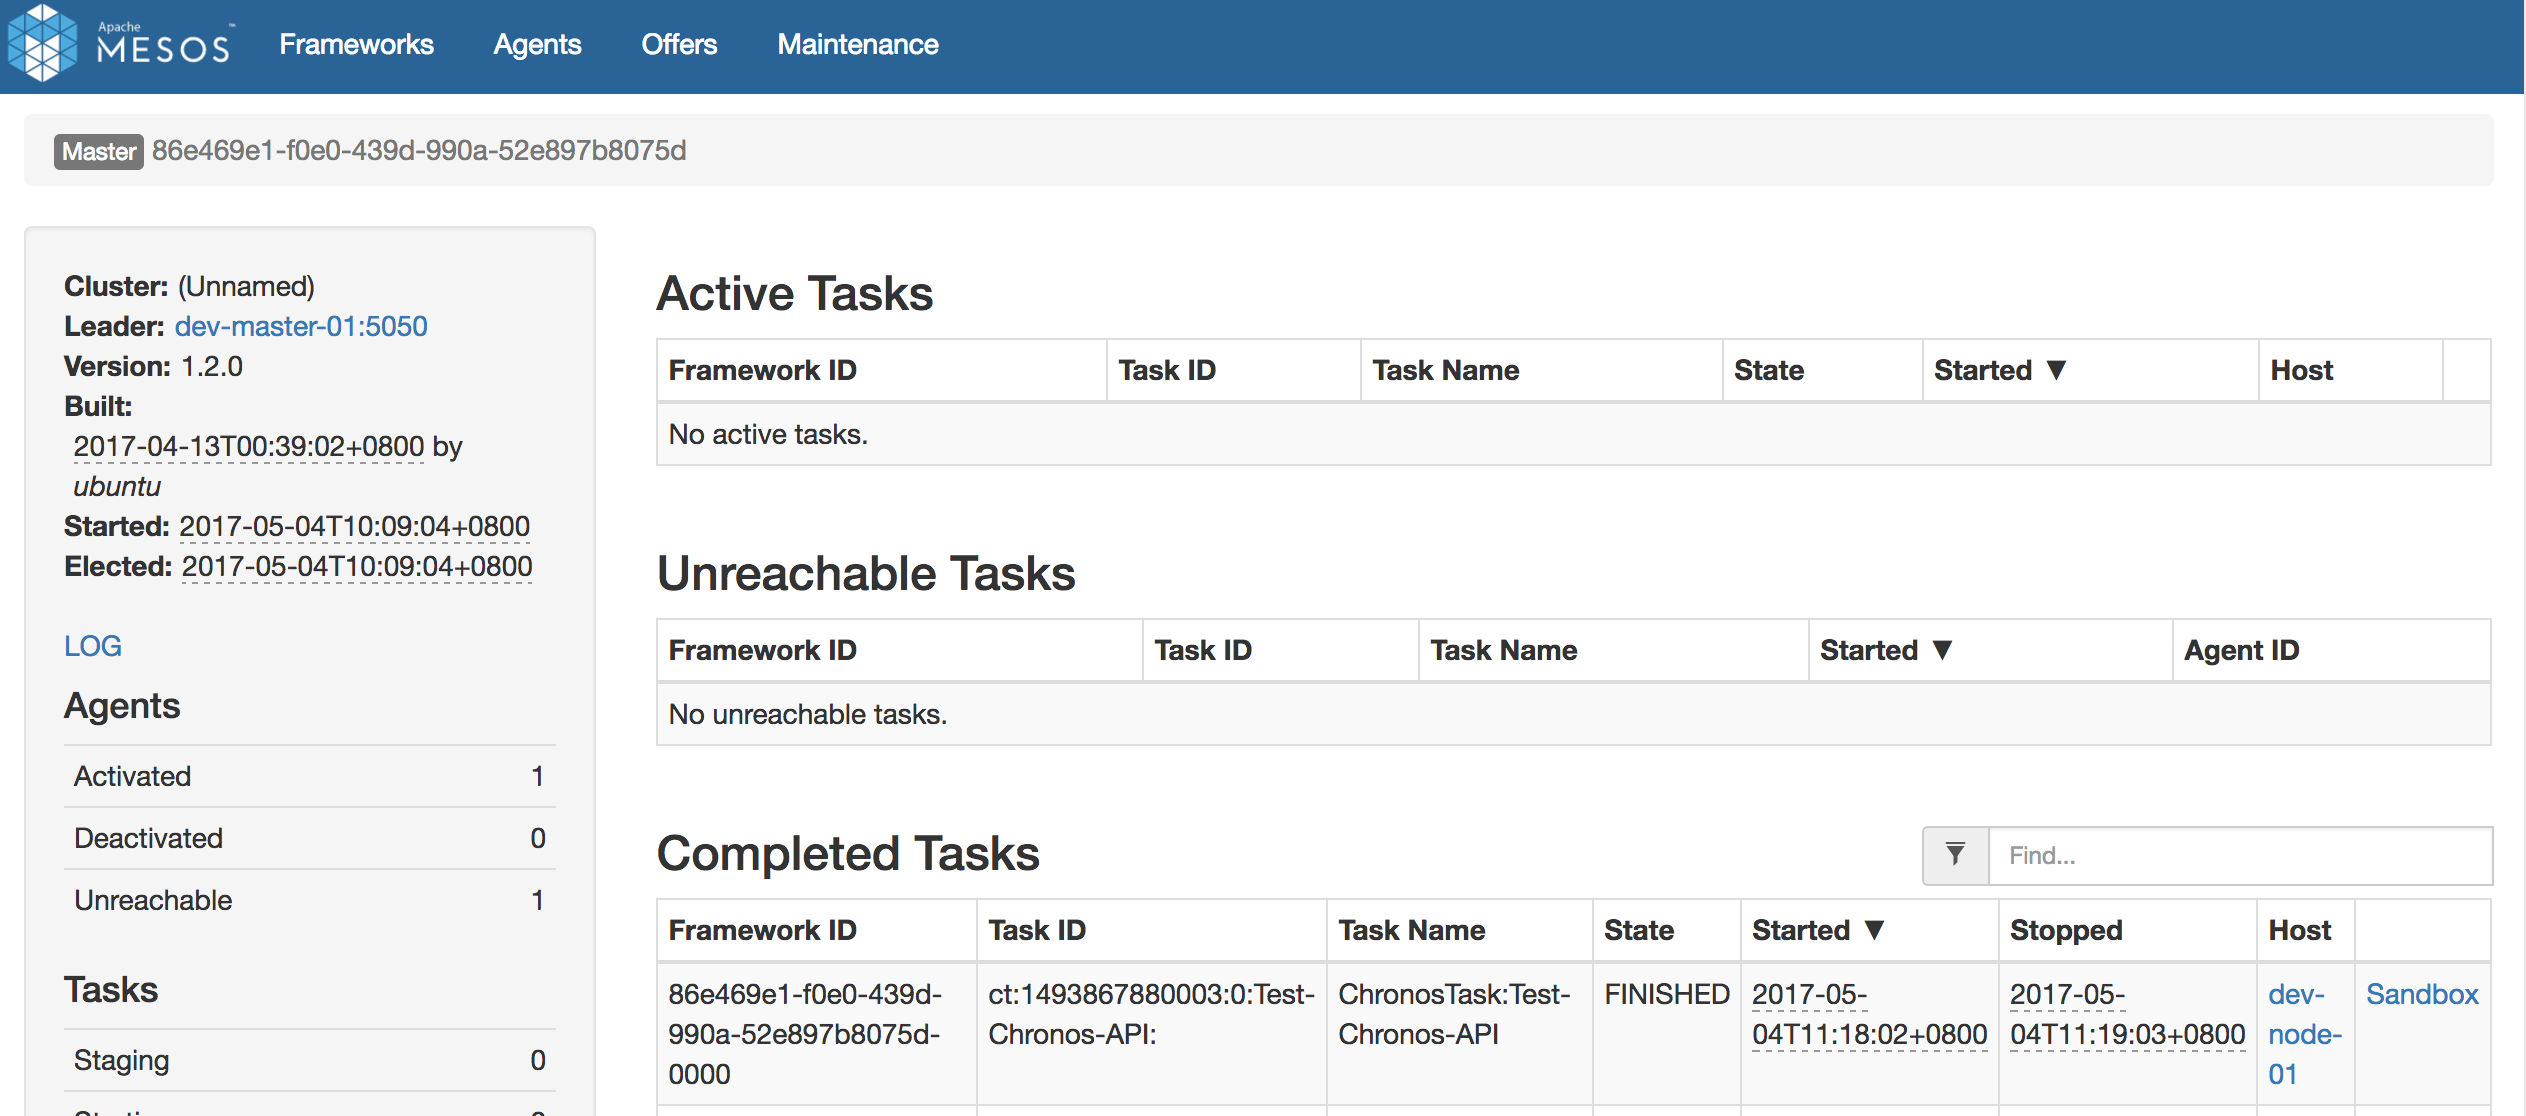 Apache
MESOS™
Frameworks Agents Offers Maintenance
Master 86e469e1-f0e0-439d-990a-52e897b8075d
Cluster: (Unnamed)
Leader: dev-master-01:5050
Version: 1.2.0
Built:
2017-04-13T00:39:02+0800 by
ubuntu
Started: 2017-05-04T10:09:04+0800
Elected: 2017-05-04T10:09:04+0800
LOG
Agents
Activated 1
Deactivated 0
Unreachable 1
Tasks
Staging 0
Active Tasks
Framework ID Task ID Task Name State Started ▼ Host
No active tasks.
Unreachable Tasks
Framework ID Task ID Task Name Started ▼ Agent ID
No unreachable tasks.
Completed Tasks
Find...
Framework ID Task ID Task Name State Started ▼ Stopped Host
86e469e1-f0e0-439d- ct:1493867880003:0:Test- ChronosTask:Test- FINISHED 2017-05- 2017-05- dev- Sandbox
990a-52e897b8075d- Chronos-API: Chronos-API 04T11:18:02+0800 04T11:19:03+0800 node-
0000 01